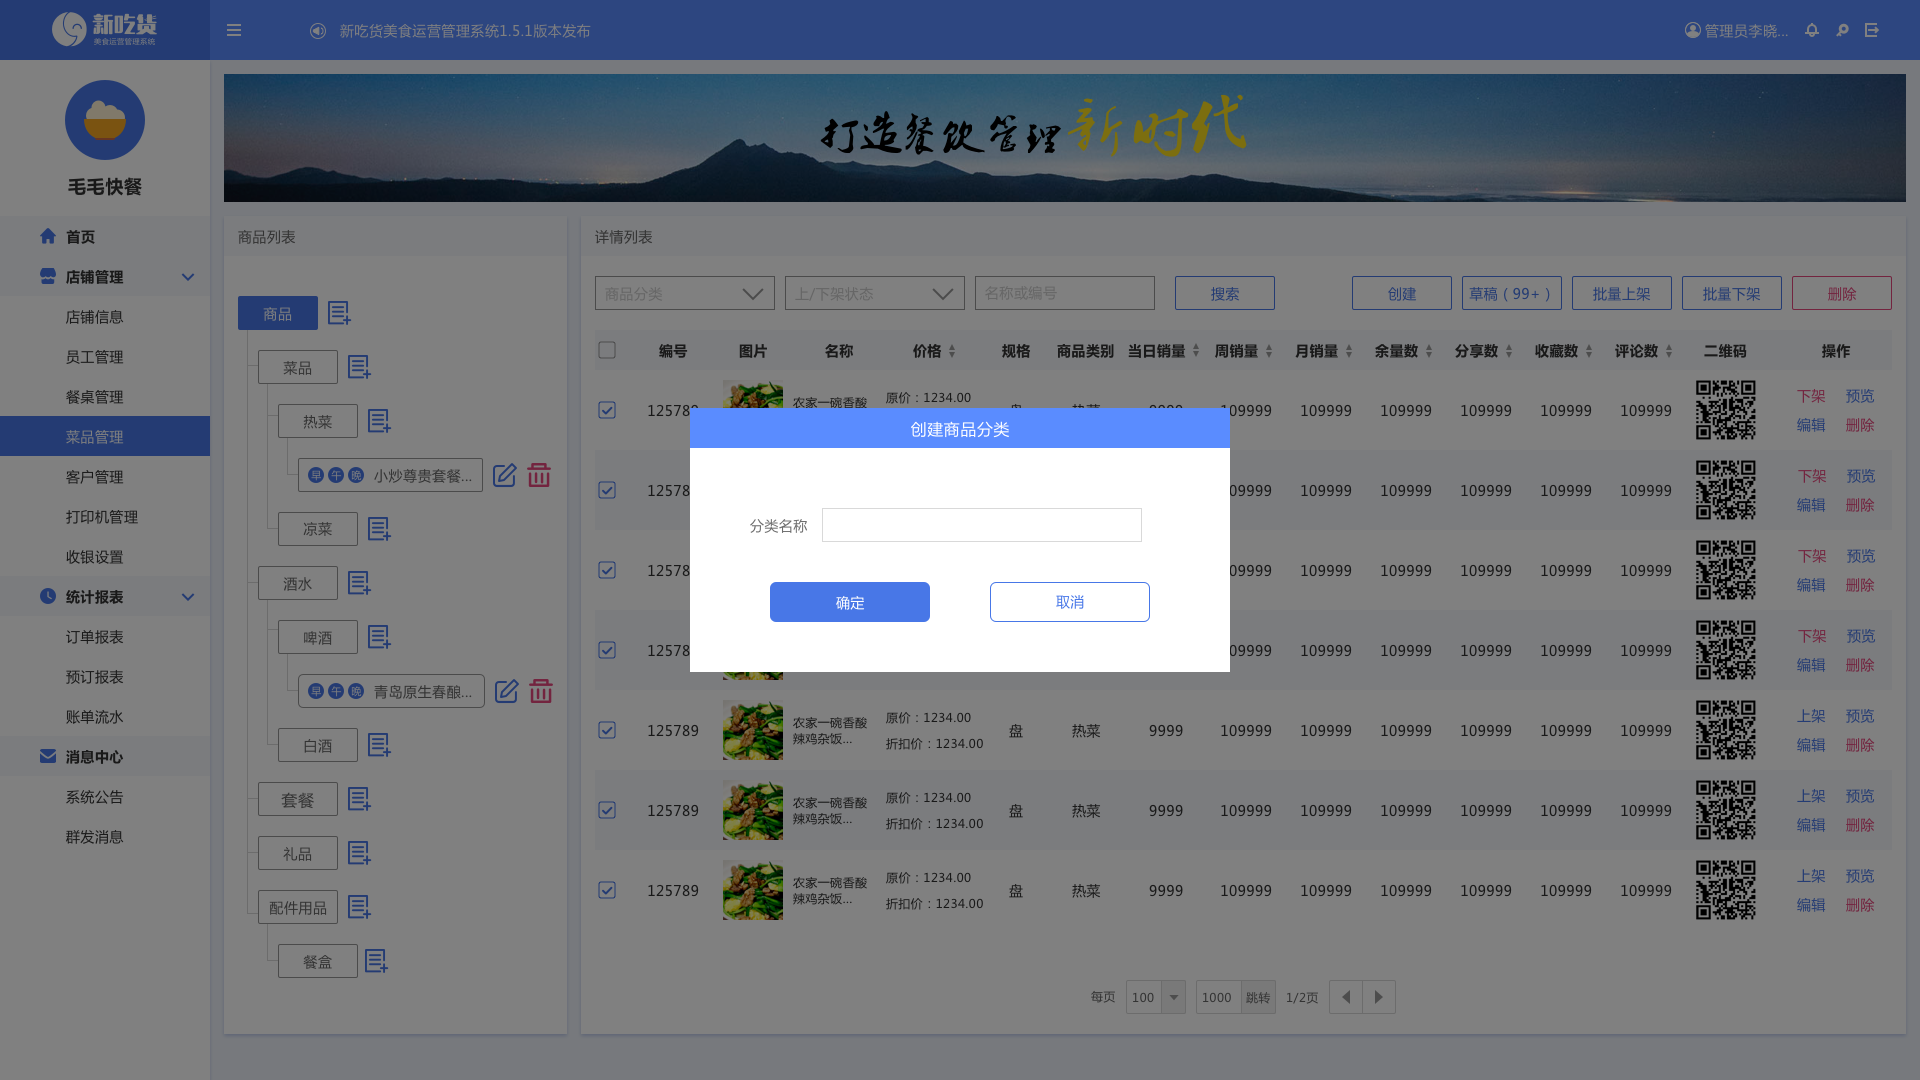 新吃货
美食运营管理系统
新吃货美食运营管理系统1.5.1版本发布
管理员李晓...
毛毛快餐
首页
店铺管理
店铺信息
员工管理
餐桌管理
菜品管理
客户管理
打印机管理
收银设置
统计报表
订单报表
预订报表
账单流水
消息中心
系统公告
群发消息
打造餐饮管理新时代
商品列表
商品
菜品
热菜
早 午 晚 小炒尊贵套餐...
凉菜
酒水
啤酒
早 午 晚 青岛原生春酿...
白酒
套餐
礼品
配件用品
餐盒
详情列表
商品分类 上/下架状态 名称或编号 搜索 创建 草稿（99+） 批量上架 批量下架 删除
编号 图片 名称 价格 规格 商品类别 当日销量 周销量 月销量 余量数 分享数 收藏数 评论数 二维码 操作
125789 农家一碗香酸 原价：1234.00 盘 热菜 9999 109999 109999 109999 109999 109999 109999 下架 预览
编辑 删除
创建商品分类
分类名称
确定 取消
12578 09999 109999 109999 109999 109999 109999 下架 预览
编辑 删除
12578 09999 109999 109999 109999 109999 109999 下架 预览
编辑 删除
12578 09999 109999 109999 109999 109999 109999 下架 预览
编辑 删除
125789 农家一碗香酸辣鸡杂饭... 原价：1234.00 折扣价：1234.00 盘 热菜 9999 109999 109999 109999 109999 109999 109999 上架 预览
编辑 删除
125789 农家一碗香酸辣鸡杂饭... 原价：1234.00 折扣价：1234.00 盘 热菜 9999 109999 109999 109999 109999 109999 109999 上架 预览
编辑 删除
125789 农家一碗香酸辣鸡杂饭... 原价：1234.00 折扣价：1234.00 盘 热菜 9999 109999 109999 109999 109999 109999 109999 上架 预览
编辑 删除
每页 100 1000 跳转 1/2页